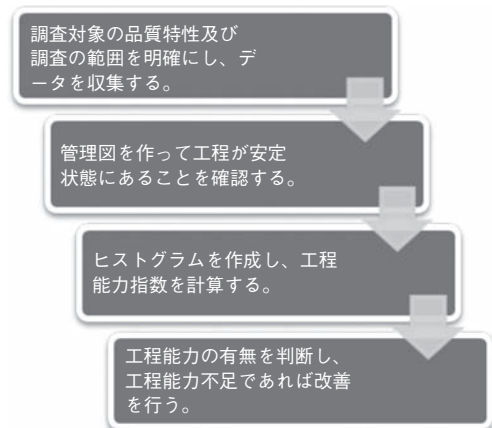 調査対象の品質特性及び
調査の範囲を明確にし、デ
ータを収集する。
管理図を作って工程が安定
状態にあることを確認する。
ヒストグラムを作成し、工程
能力指数を計算する。
工程能力の有無を判断し、
工程能力不足であれば改善
を行う。